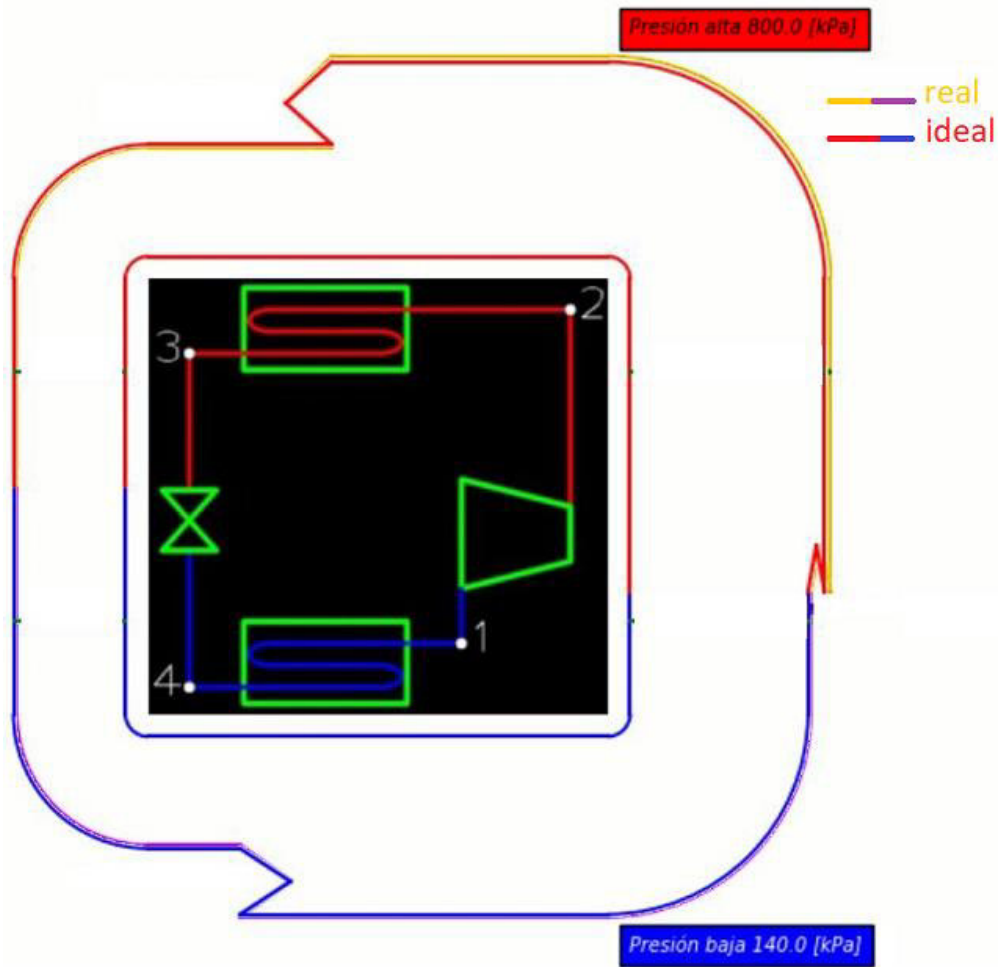 Presión alta 800.0 [kPa]
real
ideal
2
3
1
4
Presión baja 140.0 [kPa]